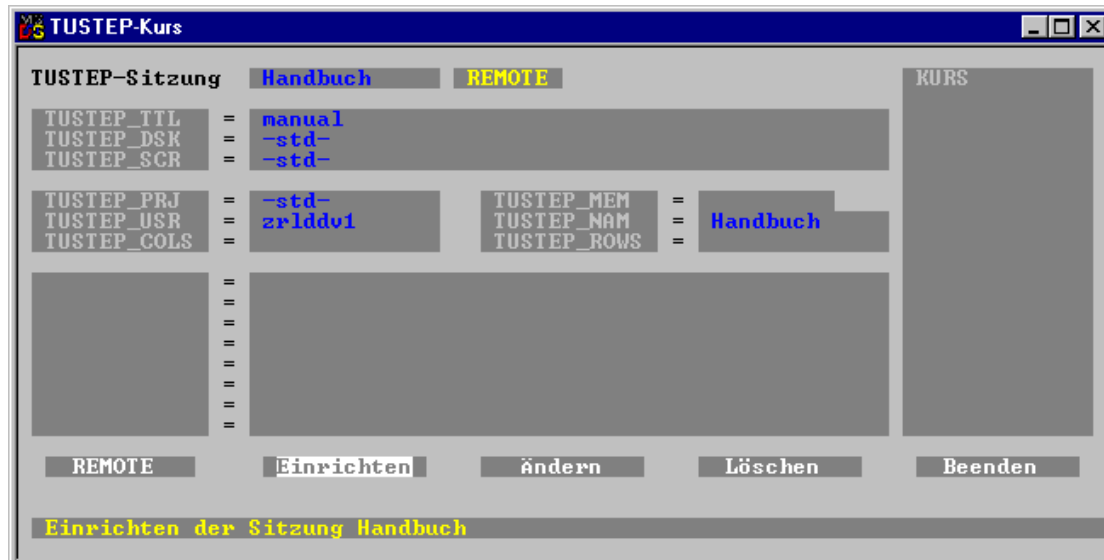 TUSTEP-Kurs
TUSTEP-Sitzung Handbuch REMOTE KURS
TUSTEP_TTL = manual
TUSTEP_DSK = -std-
TUSTEP_SCR = -std-
TUSTEP_PRJ = -std- TUSTEP_MEM =
TUSTEP_USR = zrlddv1 TUSTEP_NAM = Handbuch
TUSTEP_COLS = TUSTEP_ROWS =
=
=
=
=
=
=
=
=
REMOTE Einrichten Ändern Löschen Beenden
Einrichten der Sitzung Handbuch